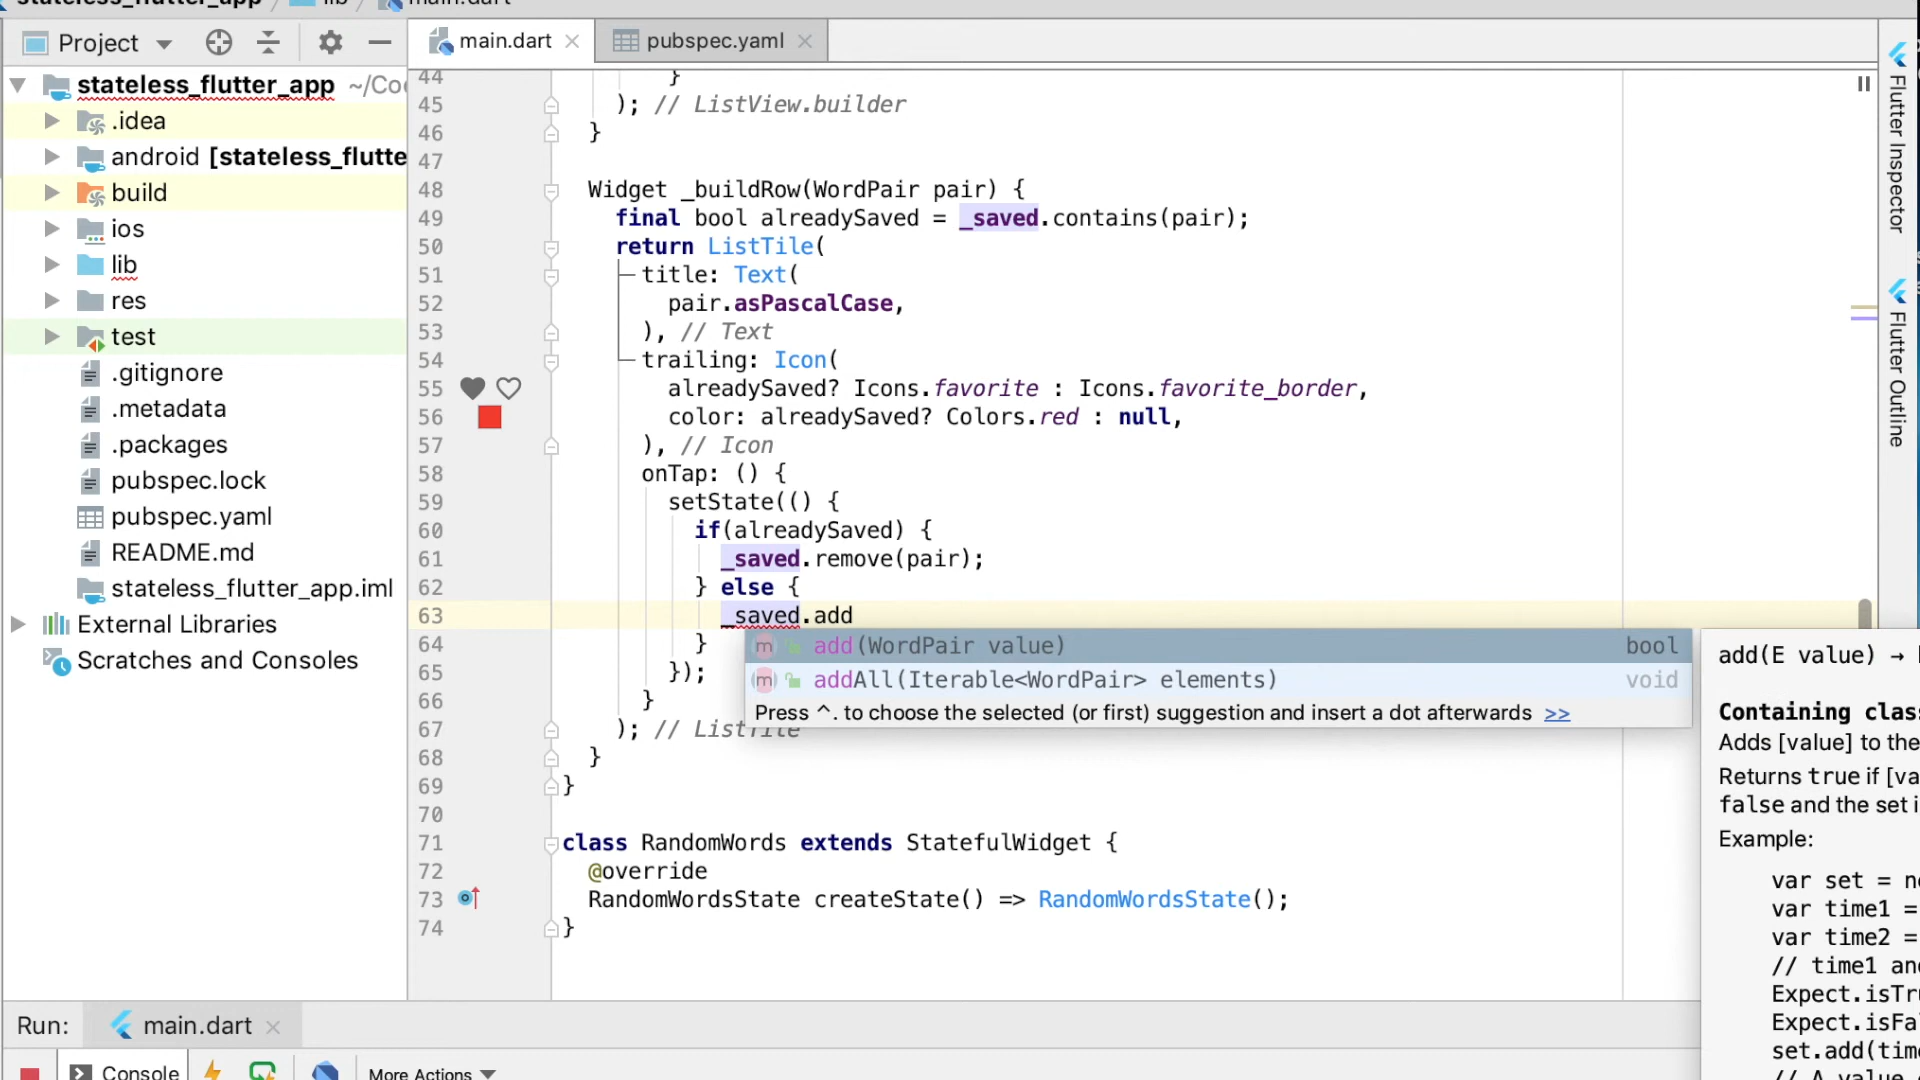 stateless_flutter_app lib main.dart
Project
main.dart
pubspec.yaml
stateless_flutter_app ~/Co
.idea
android [stateless_flutte
build
ios
lib
res
test
.gitignore
.metadata
.packages
pubspec.lock
pubspec.yaml
README.md
stateless_flutter_app.iml
External Libraries
Scratches and Consoles
44 }
45 ); // ListView.builder
46 }
47
48 Widget _buildRow(WordPair pair) {
49 final bool alreadySaved = _saved.contains(pair);
50 return ListTile(
51 title: Text(
52 pair.asPascalCase,
53 ), // Text
54 trailing: Icon(
55 alreadySaved? Icons.favorite : Icons.favorite_border,
56 color: alreadySaved? Colors.red : null,
57 ), // Icon
58 onTap: () {
59 setState(() {
60 if(alreadySaved) {
61 _saved.remove(pair);
62 } else {
63 _saved.add
64 }
65 });
66 }
67 ); // ListTile
68 }
69 }
70
71 class RandomWords extends StatefulWidget {
72 @override
73 RandomWordsState createState() => RandomWordsState();
74 }
m add(WordPair value) bool
m addAll(Iterable<WordPair> elements) void
Press ^. to choose the selected (or first) suggestion and insert a dot afterwards >>
add(E value) →
Containing clas
Adds [value] to the
Returns true if [va
false and the set i
Example:
var set = n
var time1 =
var time2 =
// time1 an
Expect.isTr
Expect.isFa
set.add(tim
// A value
Flutter Inspector
Flutter Outline
Run: main.dart
Console
More Actions